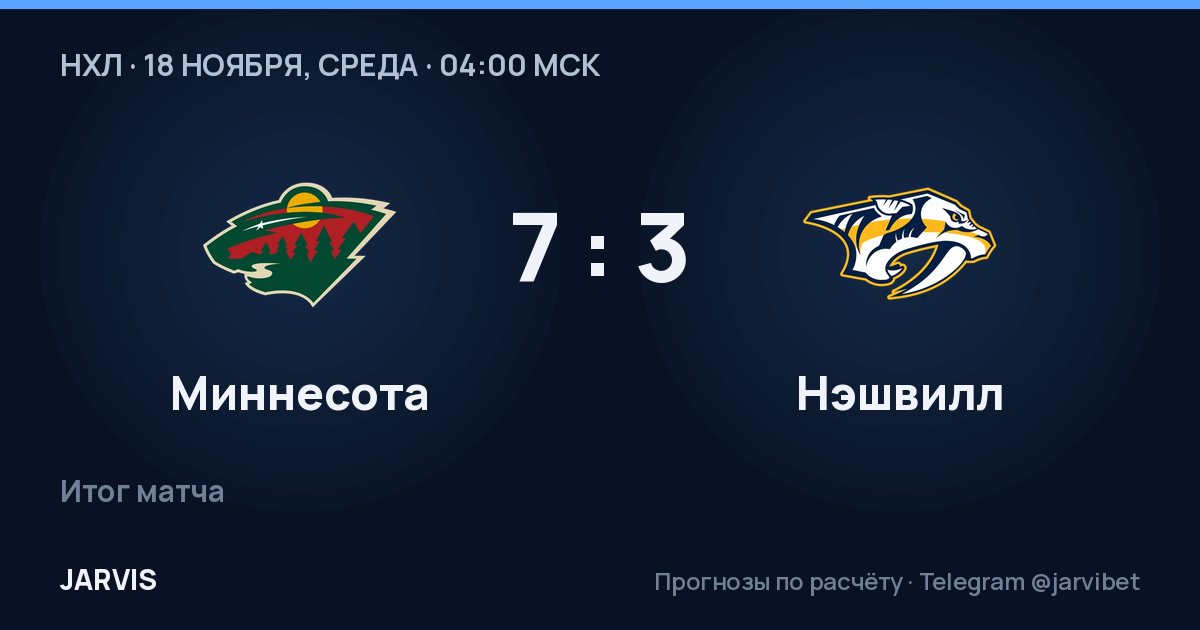 НХЛ · 18 НОЯБРЯ, СРЕДА · 04:00 МСК
7 : 3
Миннесота
Нэшвилл
Итог матча
JARVIS
Прогнозы по расчёту · Telegram @jarvibet